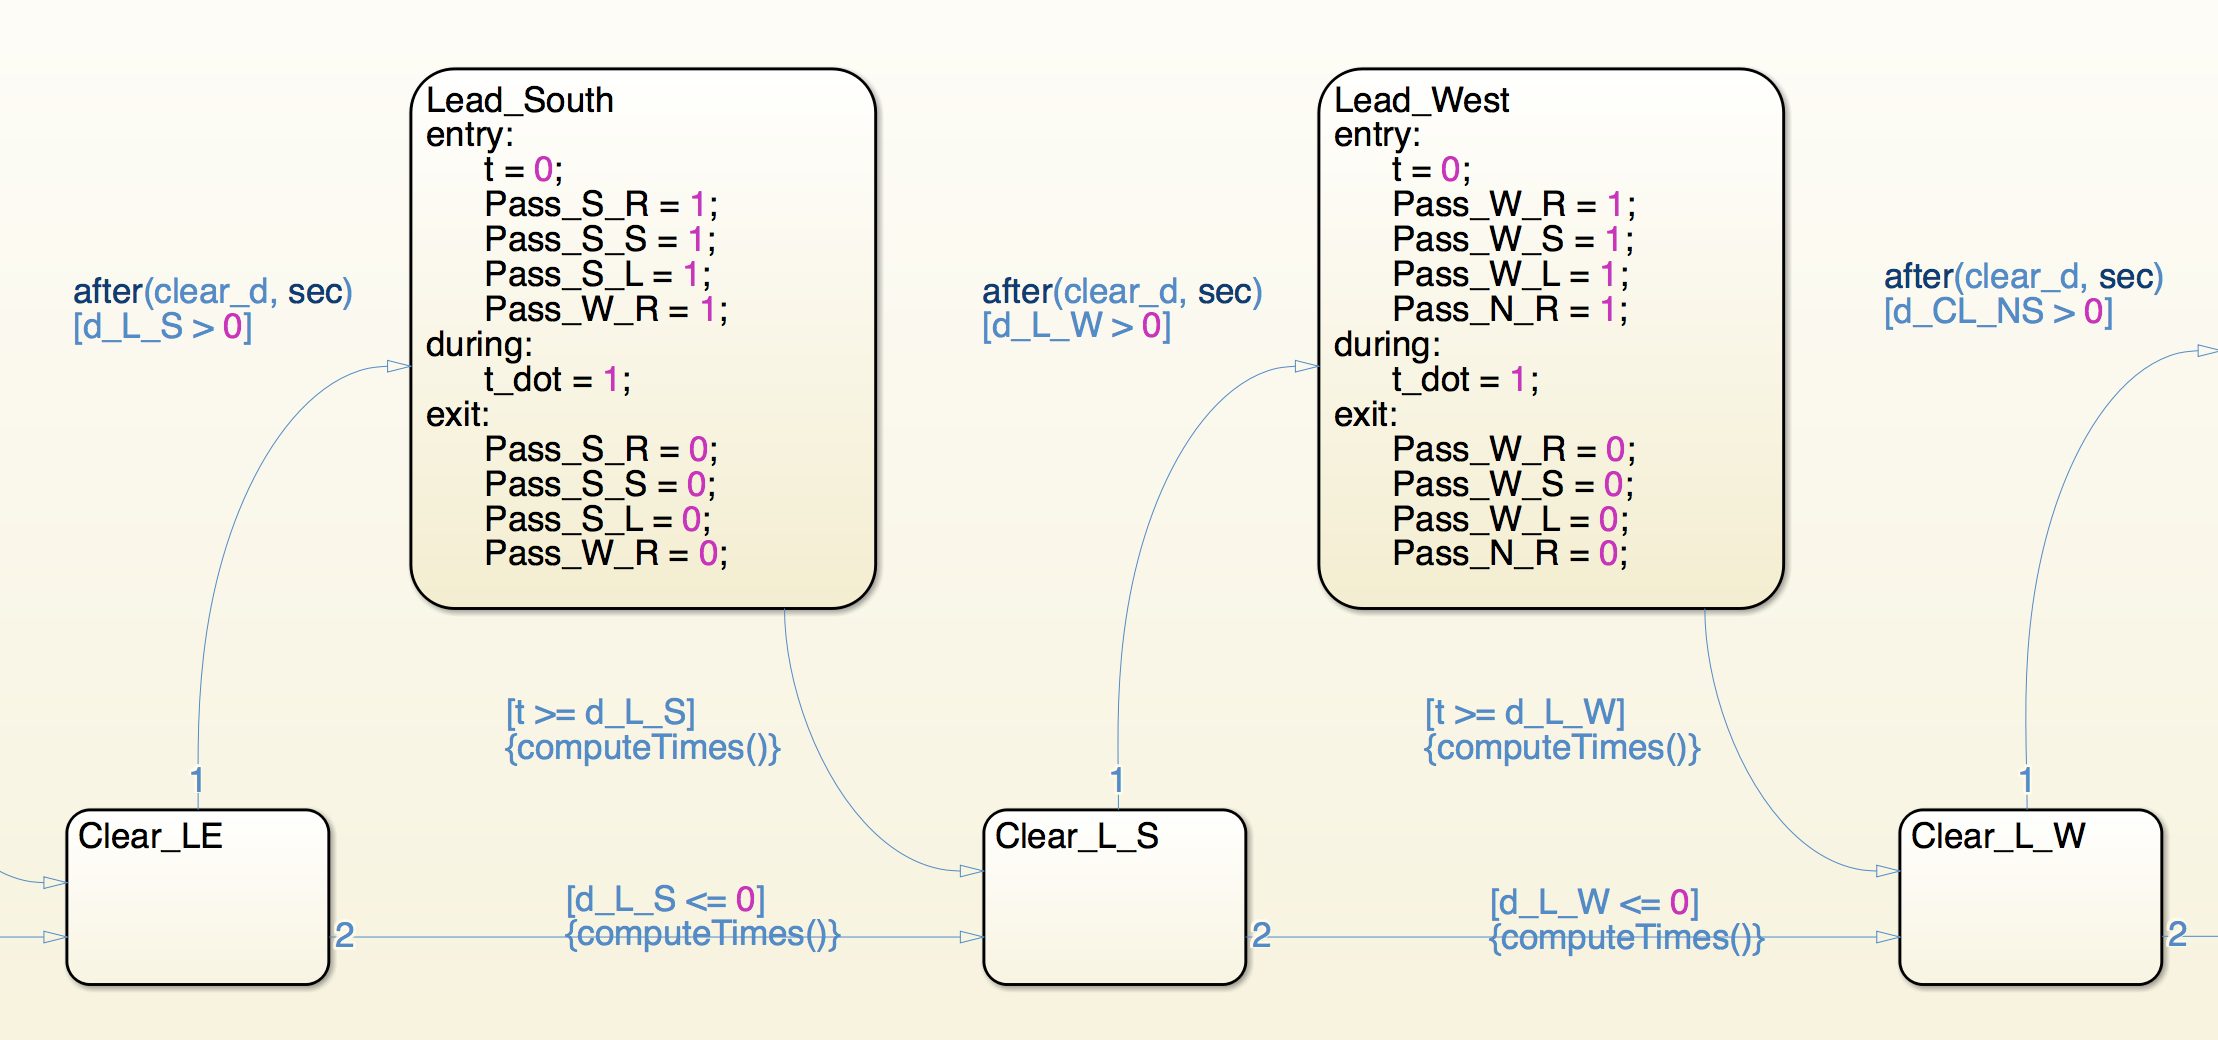 Lead_South
entry:
t = 0;
Pass_S_R = 1;
Pass_S_S = 1;
Pass_S_L = 1;
Pass_W_R = 1;
during:
t_dot = 1;
exit:
Pass_S_R = 0;
Pass_S_S = 0;
Pass_S_L = 0;
Pass_W_R = 0;
Lead_West
entry:
t = 0;
Pass_W_R = 1;
Pass_W_S = 1;
Pass_W_L = 1;
Pass_N_R = 1;
during:
t_dot = 1;
exit:
Pass_W_R = 0;
Pass_W_S = 0;
Pass_W_L = 0;
Pass_N_R = 0;
after(clear_d, sec)
[d_L_S > 0]
after(clear_d, sec)
[d_L_W > 0]
after(clear_d, sec)
[d_CL_NS > 0]
[t >= d_L_S]
{computeTimes()}
[t >= d_L_W]
{computeTimes()}
1
1
1
Clear_LE
Clear_L_S
Clear_L_W
2
[d_L_S <= 0]
{computeTimes()}
2
[d_L_W <= 0]
{computeTimes()}
2